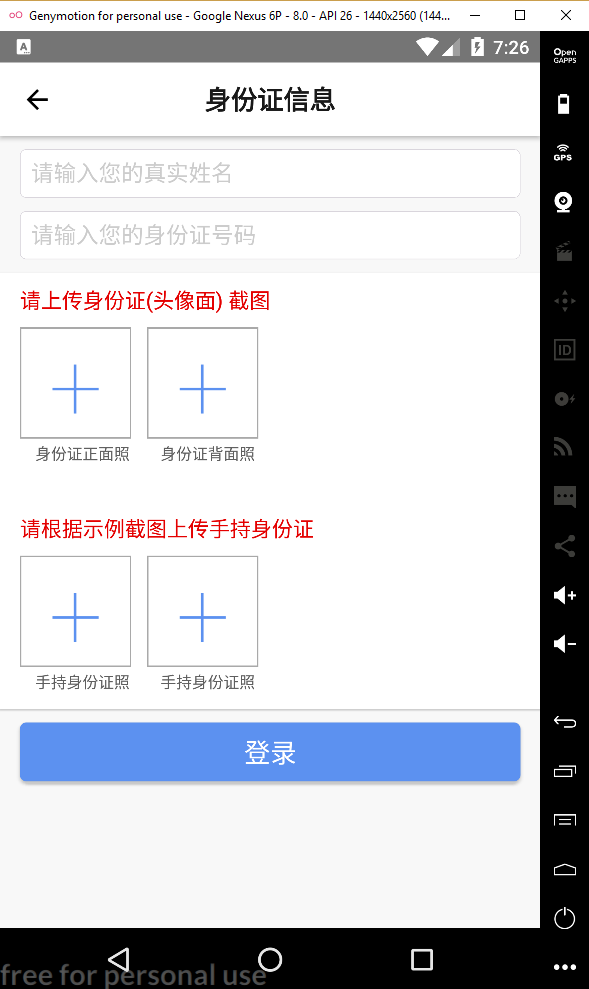 Genymotion for personal use - Google Nexus 6P - 8.0 - API 26 - 1440x2560 (144...
A
7:26
Open
GAPPS
身份证信息
GPS
请输入您的真实姓名
请输入您的身份证号码
请上传身份证(头像面) 截图
ID
身份证正面照
身份证背面照
请根据示例截图上传手持身份证
手持身份证照
手持身份证照
登录
free for personal use